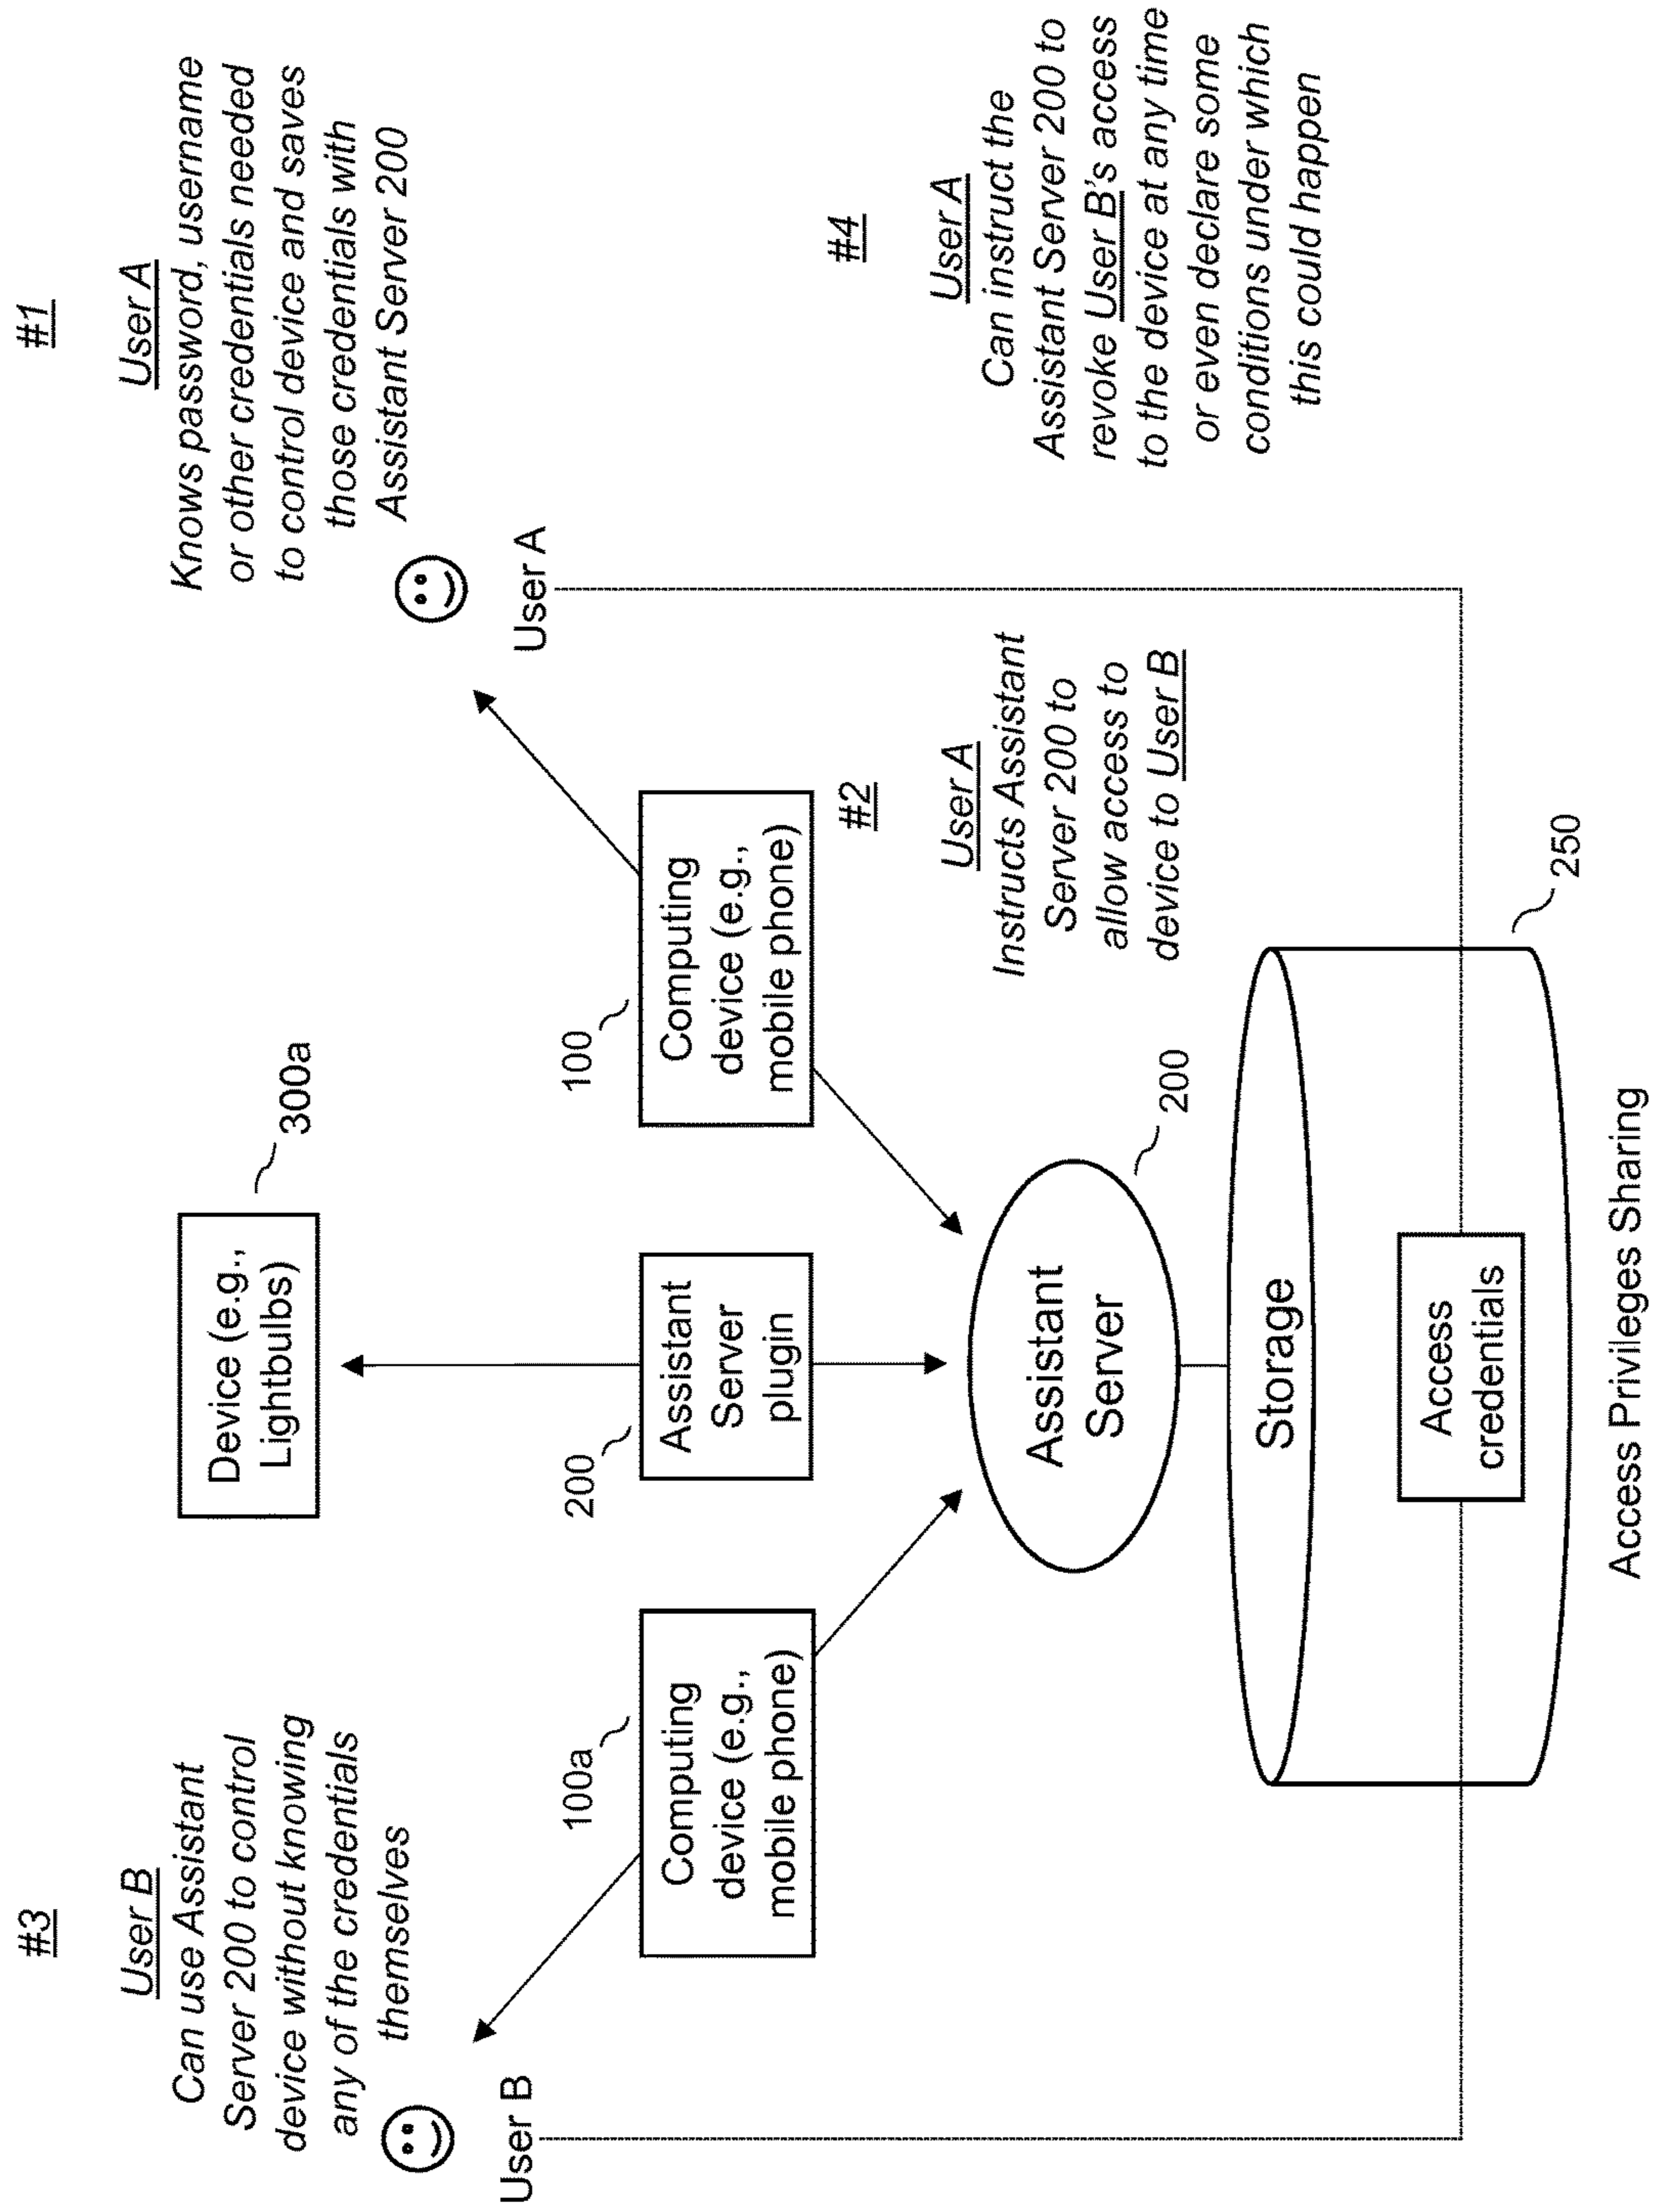 #3
User B
Can use Assistant
Server 200 to control
device without knowing
any of the credentials
themselves
User B
#1
User A
Knows password, username
or other credentials needed
to control device and saves
those credentials with
Assistant Server 200
User A
Device (e.g.,
Lightbulbs)
300a
100a
Computing
device (e.g.,
mobile phone)
200
Assistant
Server
plugin
100
Computing
device (e.g.,
mobile phone)
#2
User A
Instructs Assistant
Server 200 to
allow access to
device to User B
#4
User A
Can instruct the
Assistant Server 200 to
revoke User B's access
to the device at any time
or even declare some
conditions under which
this could happen
Assistant
Server
200
Storage
250
Access
credentials
Access Privileges Sharing